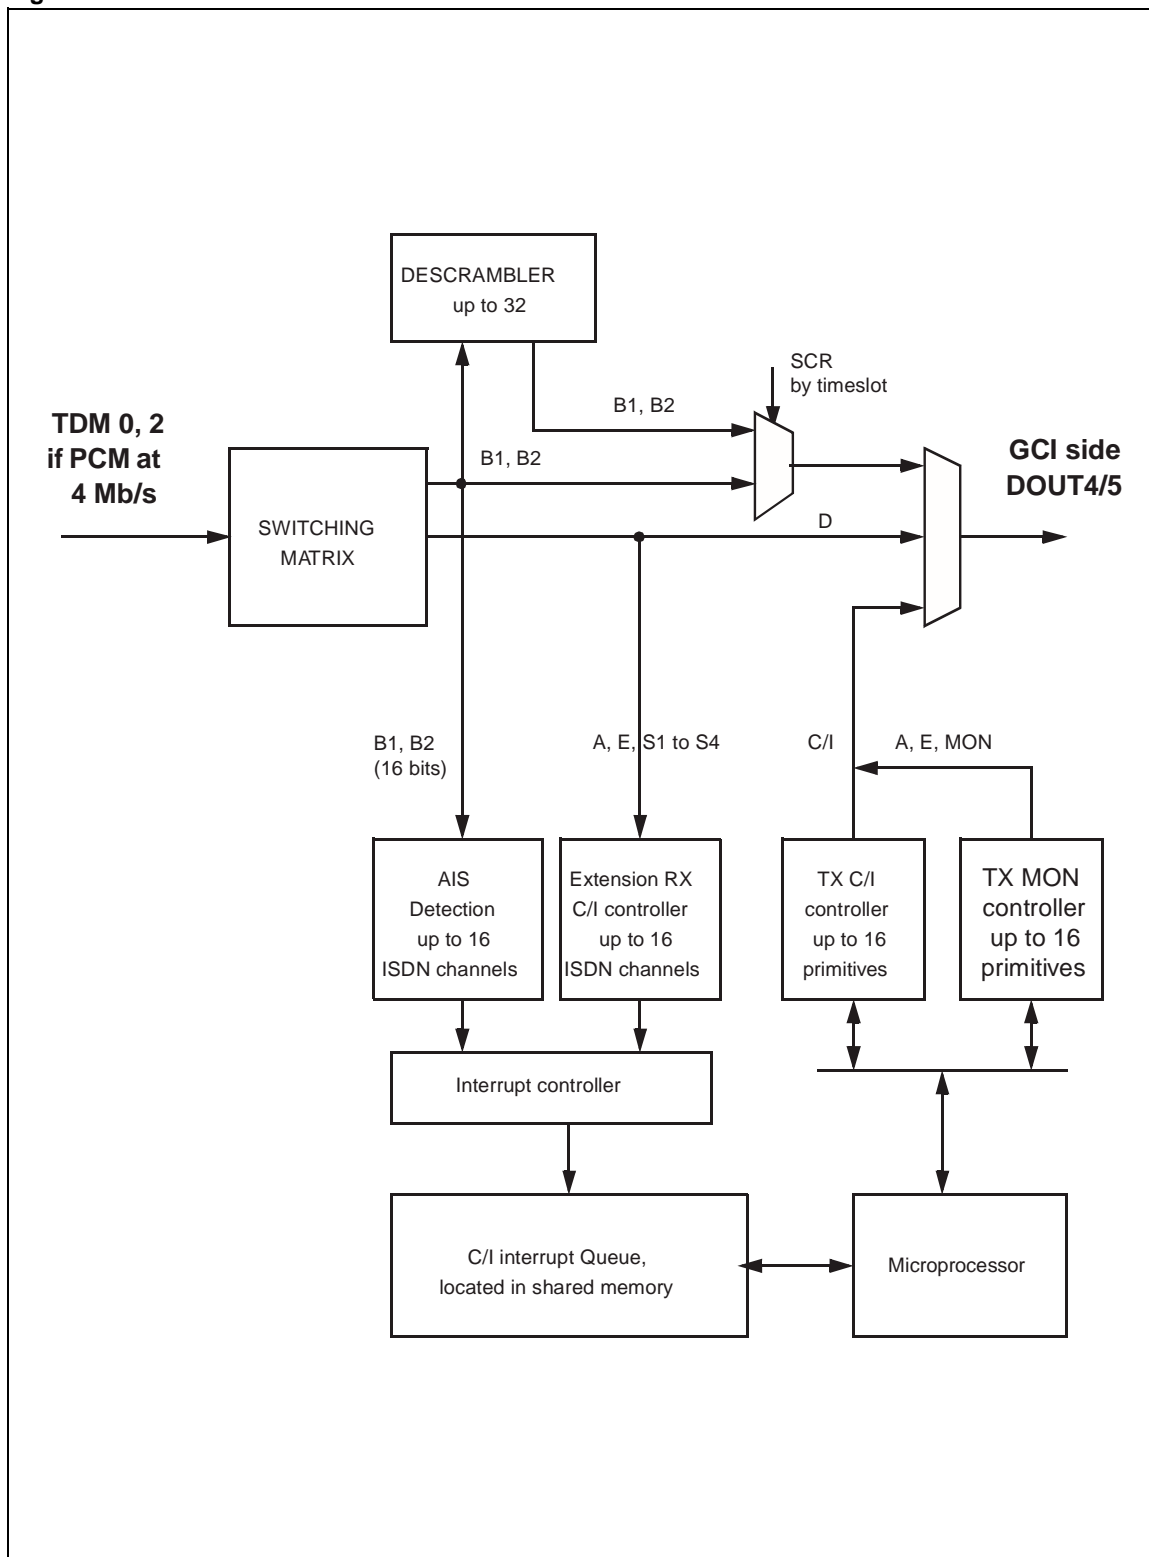 DESCRAMBLER
up to 32
SCR
by timeslot
B1, B2
TDM 0, 2
if PCM at
4 Mb/s
B1, B2
GCI side
DOUT4/5
SWITCHING
MATRIX
D
B1, B2
(16 bits)
A, E, S1 to S4
C/I
A, E, MON
AIS
Detection
up to 16
ISDN channels
Extension RX
C/I controller
up to 16
ISDN channels
TX C/I
controller
up to 16
primitives
TX MON
controller
up to 16
primitives
Interrupt controller
C/I interrupt Queue,
located in shared memory
Microprocessor